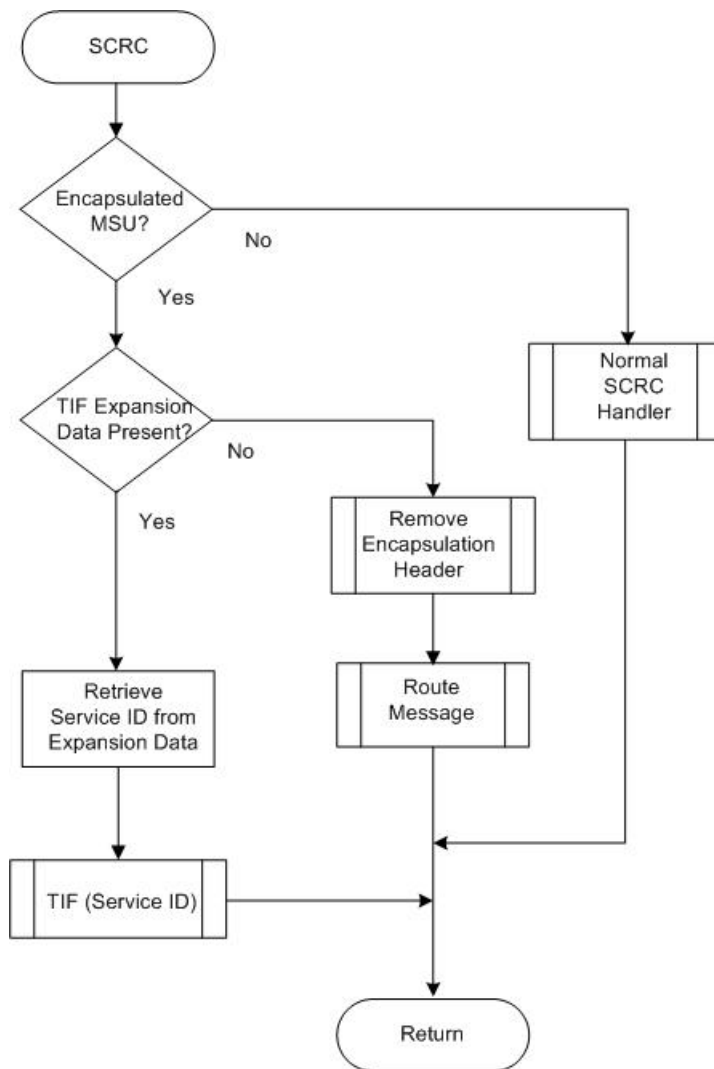 SCRC
Encapsulated
MSU?
No
Yes
Normal
SCRC
Handler
TIF Expansion
Data Present?
No
Yes
Remove
Encapsulation
Header
Retrieve
Service ID from
Expansion Data
Route
Message
TIF (Service ID)
Return